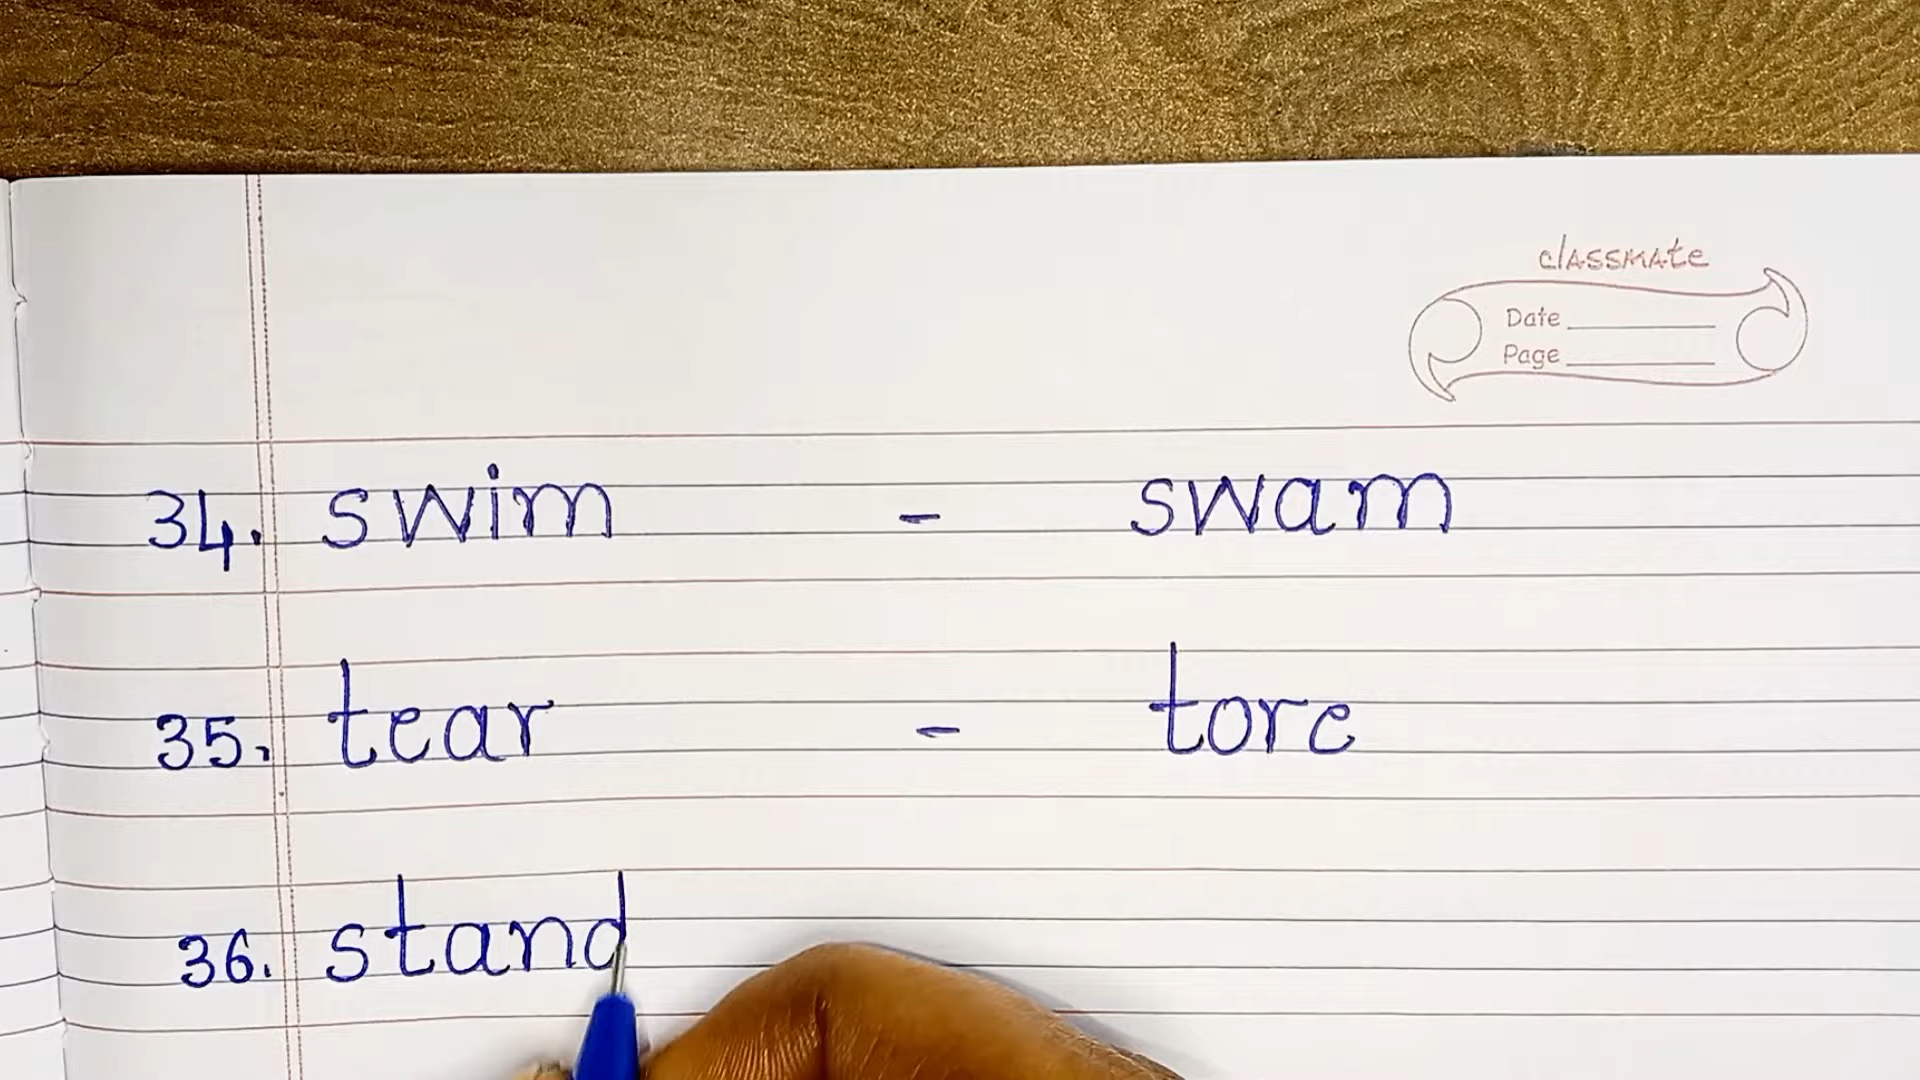 classmate
Date
Page
34. swim - swam
35. tear - tore
36. stand